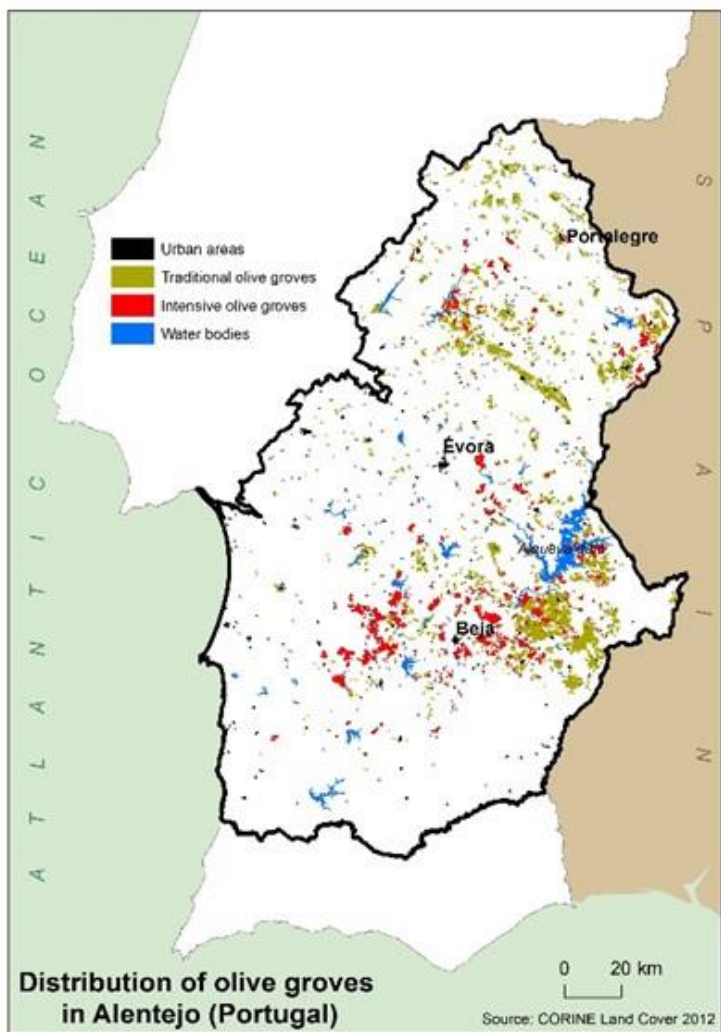 Urban areas
Traditional olive groves
Intensive olive groves
Water bodies
Portalegre
Évora
Beja
ATLANTIC OCEAN
SPAIN
Distribution of olive groves
in Alentejo (Portugal)
0 20 km
Source: CORINE Land Cover 2012